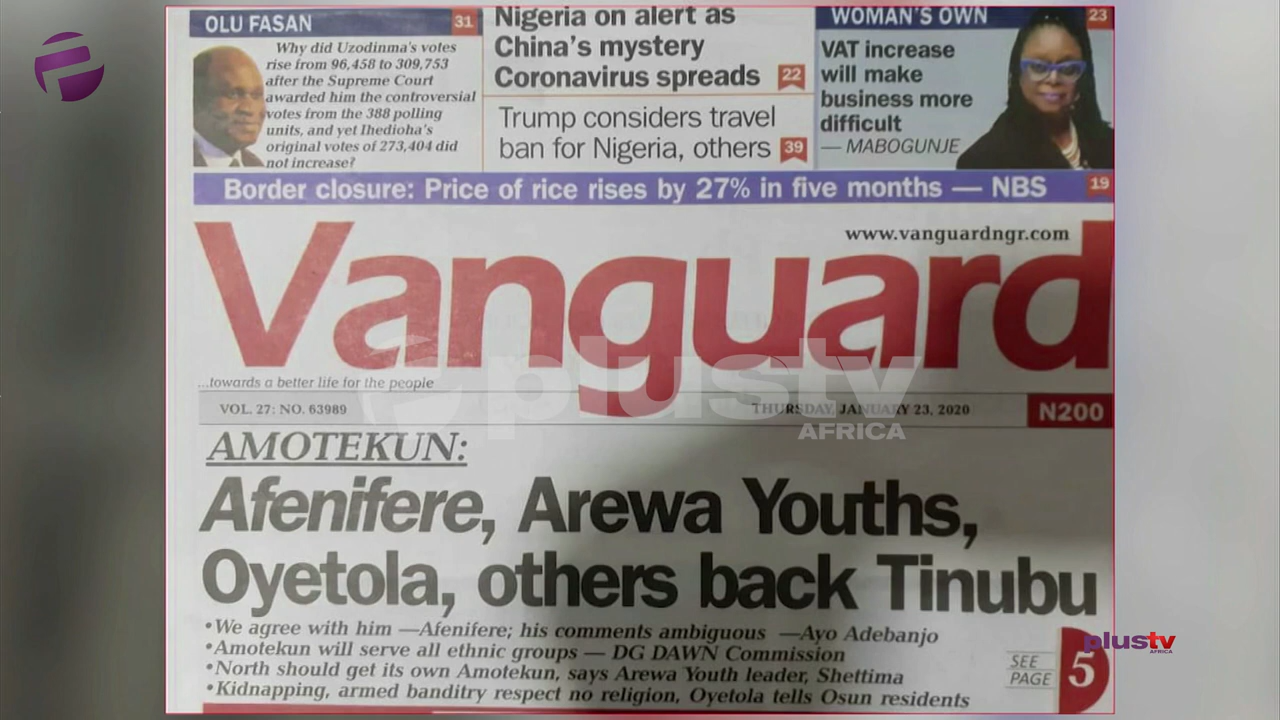 OLU FASAN 31
Why did Uzodinma's votes
rise from 96,458 to 309,753
after the Supreme Court
awarded him the controversial
votes from the 388 polling
units, and yet Ihedioha's
original votes of 273,404 did
not increase?
Nigeria on alert as
China's mystery
Coronavirus spreads 22
Trump considers travel
ban for Nigeria, others 39
WOMAN'S OWN 23
VAT increase
will make
business more
difficult
— MABOGUNJE
Border closure: Price of rice rises by 27% in five months — NBS 19
www.vanguardngr.com
Vanguard
...towards a better life for the people
VOL. 27: NO. 63989 THURSDAY, JANUARY 23, 2020 N200
plustv
AFRICA
AMOTEKUN:
Afenifere, Arewa Youths,
Oyetola, others back Tinubu
•We agree with him —Afenifere; his comments ambiguous —Ayo Adebanjo
•Amotekun will serve all ethnic groups — DG DAWN Commission
•North should get its own Amotekun, says Arewa Youth leader, Shettima
•Kidnapping, armed banditry respect no religion, Oyetola tells Osun residents
SEE
PAGE 5
plustv
AFRICA